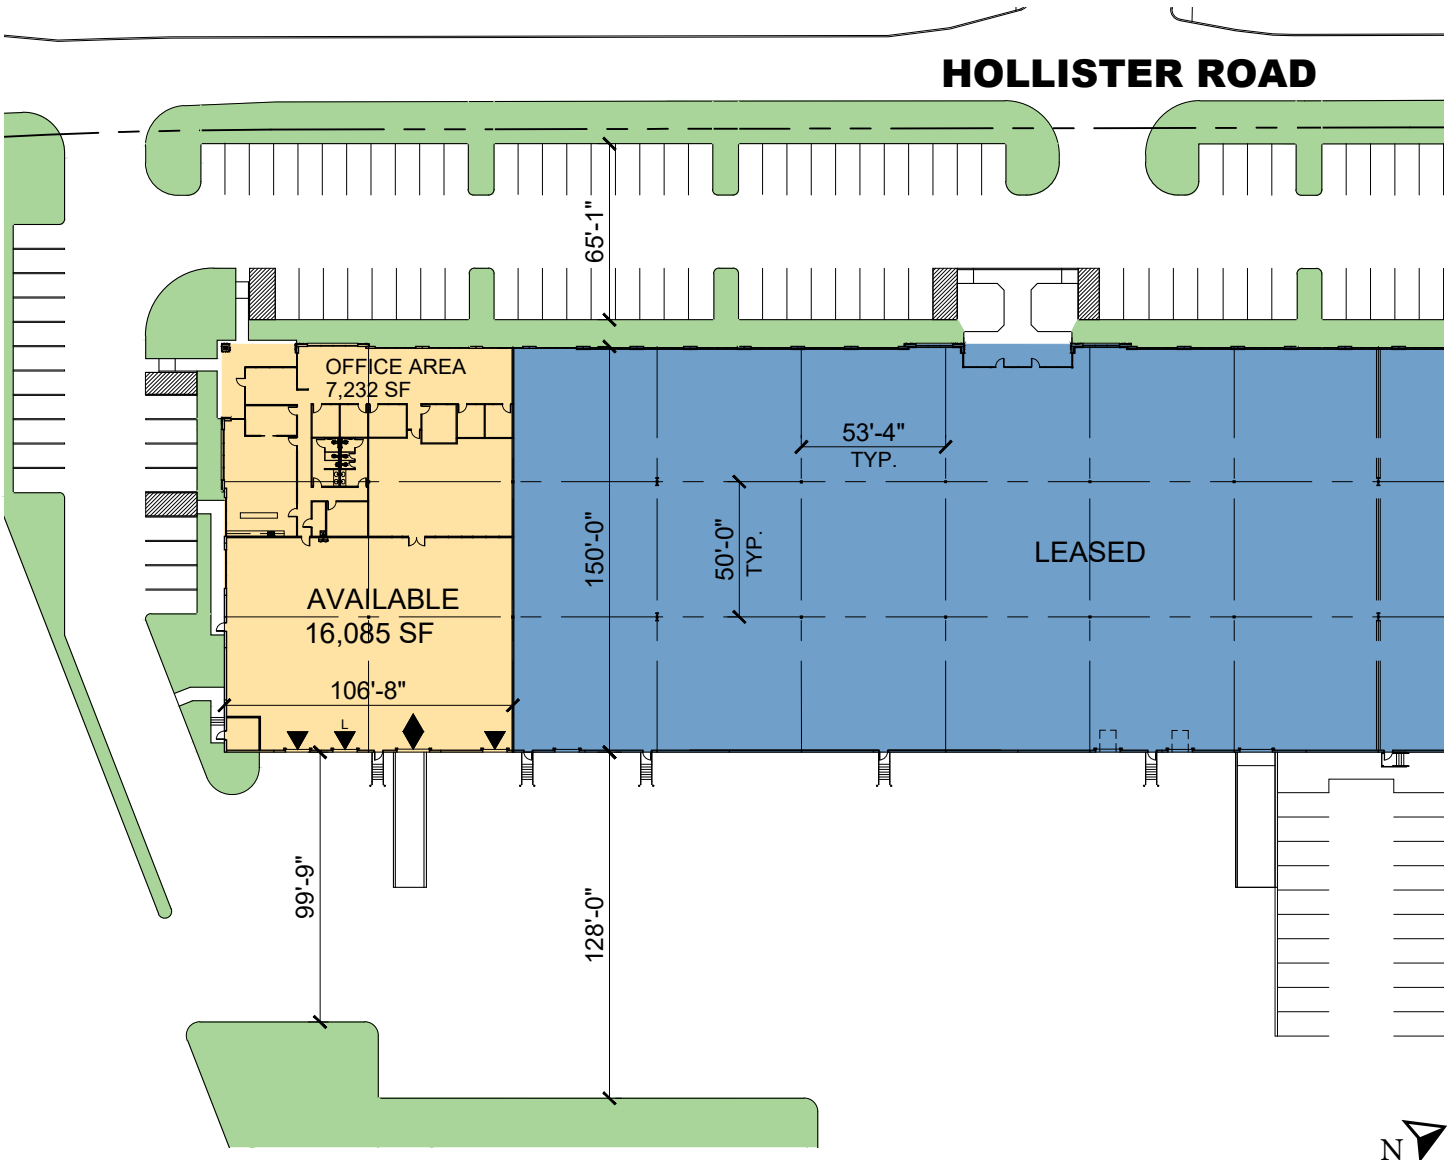 HOLLISTER ROAD
65'-1"
OFFICE AREA
7,232 SF
53'-4"
TYP.
150'-0"
50'-0"
TYP.
LEASED
AVAILABLE
16,085 SF
106'-8"
L
99'-9"
128'-0"
N